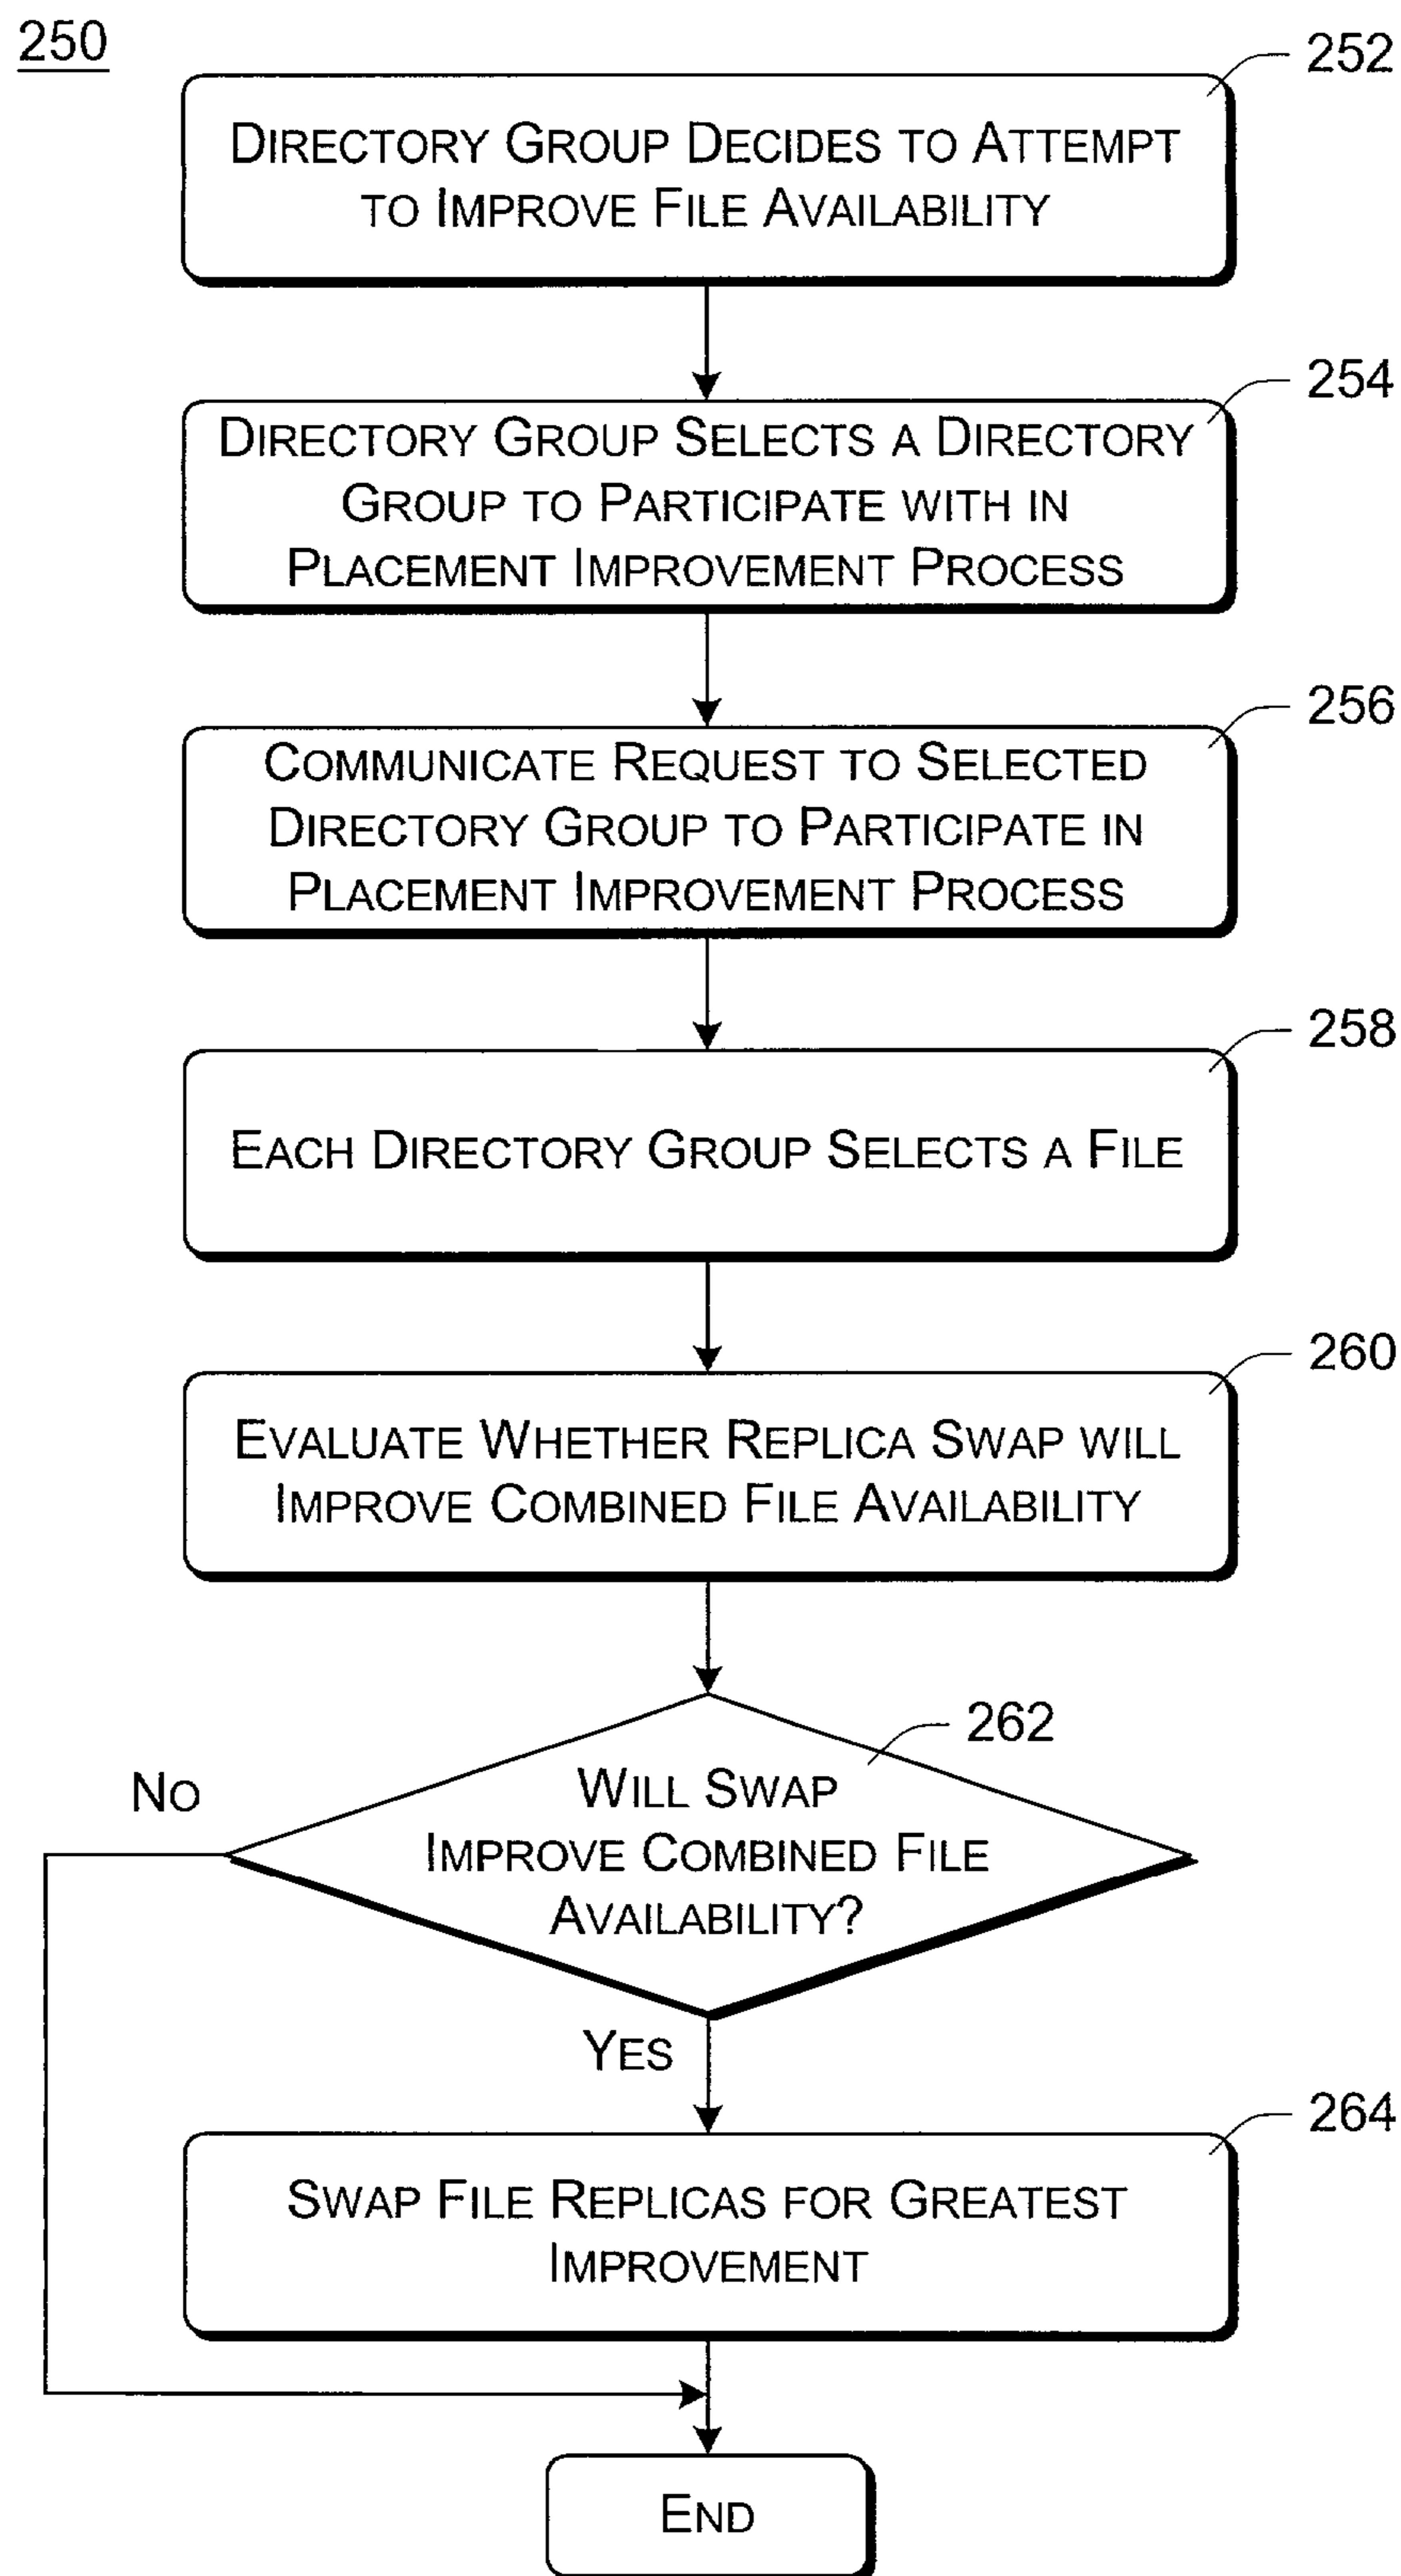 250
252
DIRECTORY GROUP DECIDES TO ATTEMPT
TO IMPROVE FILE AVAILABILITY
254
DIRECTORY GROUP SELECTS A DIRECTORY
GROUP TO PARTICIPATE WITH IN
PLACEMENT IMPROVEMENT PROCESS
256
COMMUNICATE REQUEST TO SELECTED
DIRECTORY GROUP TO PARTICIPATE IN
PLACEMENT IMPROVEMENT PROCESS
258
EACH DIRECTORY GROUP SELECTS A FILE
260
EVALUATE WHETHER REPLICA SWAP WILL
IMPROVE COMBINED FILE AVAILABILITY
262
WILL SWAP
IMPROVE COMBINED FILE
AVAILABILITY?
NO
YES
264
SWAP FILE REPLICAS FOR GREATEST
IMPROVEMENT
END